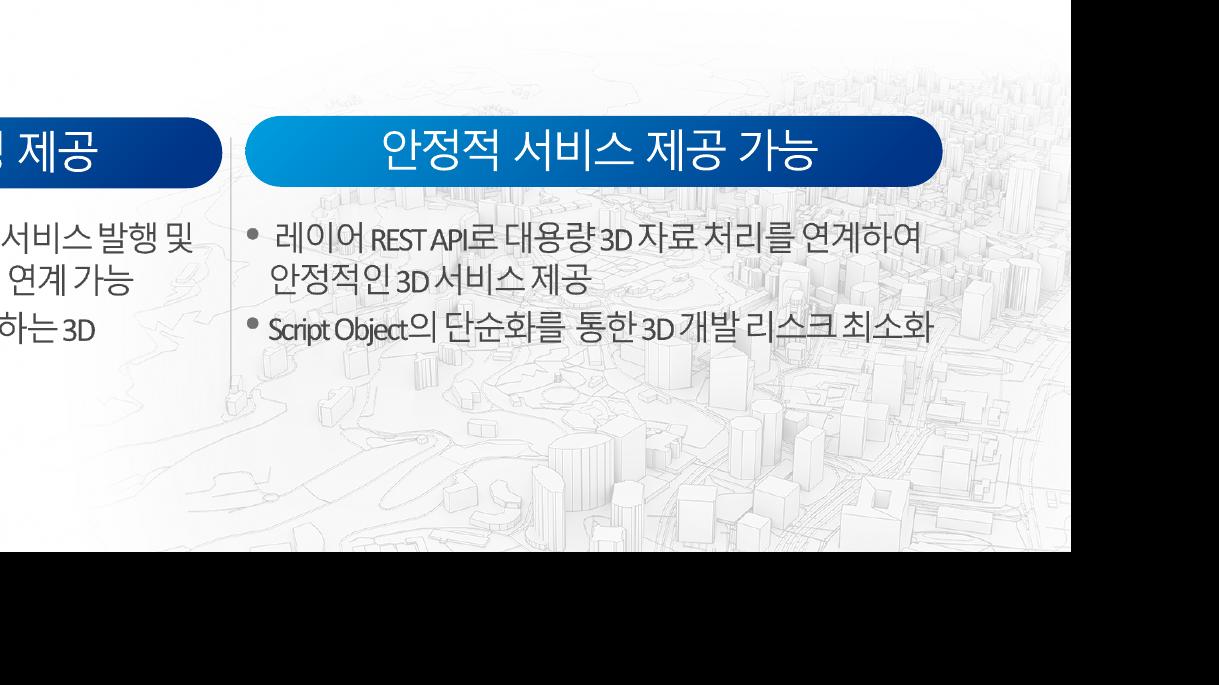 제공
서비스 발행 및
연계 가능
하는 3D
안정적 서비스 제공 가능
• 레이어 REST API로 대용량 3D 자료 처리를 연계하여
안정적인 3D 서비스 제공
• Script Object의 단순화를 통한 3D 개발 리스크 최소화